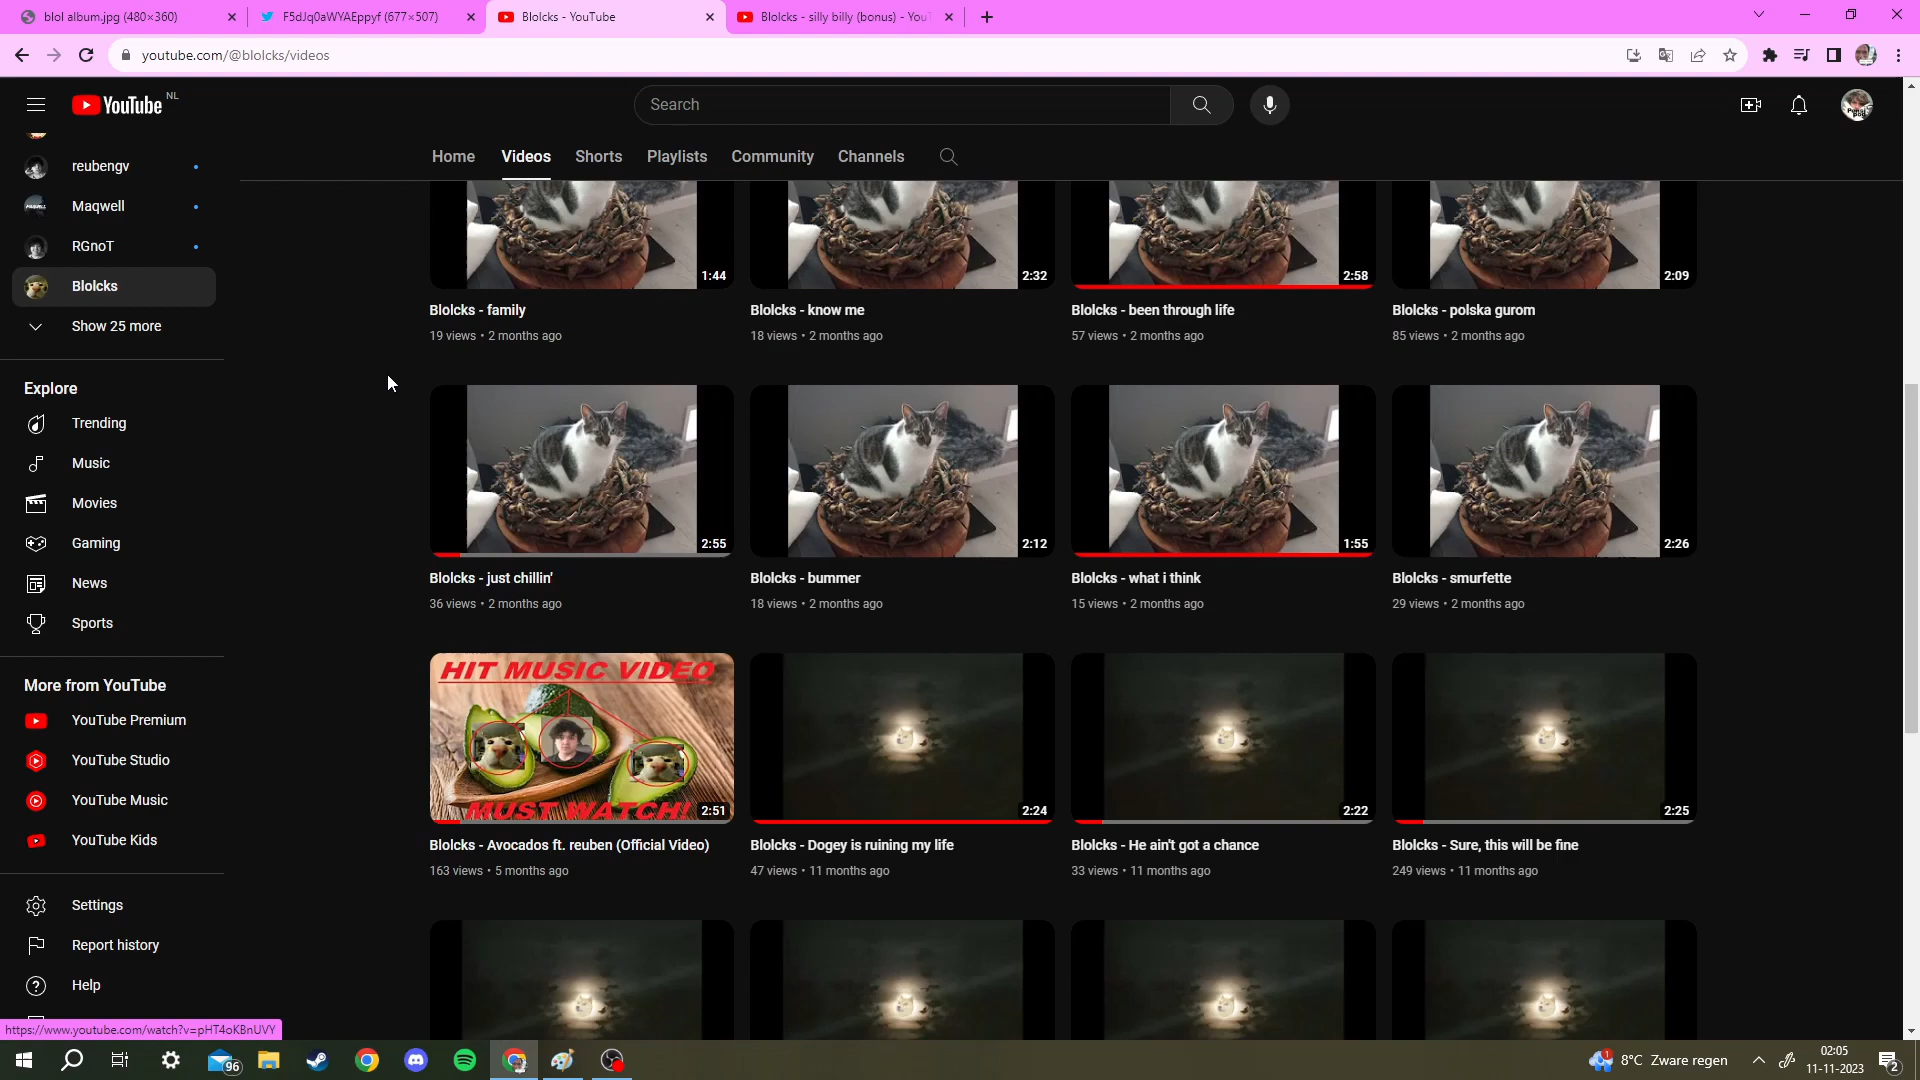 blol album.jpg (480×360)
F5dJq0aWYAEppyf (677×507)
Blolcks - YouTube
Blolcks - silly billy (bonus) - YouT
youtube.com/@blolcks/videos
YouTube NL
Search
Home Videos Shorts Playlists Community Channels
reubengv
Maqwell
RGnoT
Blolcks
Show 25 more
Explore
Trending
Music
Movies
Gaming
News
Sports
More from YouTube
YouTube Premium
YouTube Studio
YouTube Music
YouTube Kids
Settings
Report history
Help
1:44
2:32
2:58
2:09
Blolcks - family
19 views • 2 months ago
Blolcks - know me
18 views • 2 months ago
Blolcks - been through life
57 views • 2 months ago
Blolcks - polska gurom
85 views • 2 months ago
2:55
2:12
1:55
2:26
Blolcks - just chillin'
36 views • 2 months ago
Blolcks - bummer
18 views • 2 months ago
Blolcks - what i think
15 views • 2 months ago
Blolcks - smurfette
29 views • 2 months ago
HIT MUSIC VIDEO
MUST WATCH!
2:51
2:24
2:22
2:25
Blolcks - Avocados ft. reuben (Official Video)
163 views • 5 months ago
Blolcks - Dogey is ruining my life
47 views • 11 months ago
Blolcks - He ain't got a chance
33 views • 11 months ago
Blolcks - Sure, this will be fine
249 views • 11 months ago
https://www.youtube.com/watch?v=pHT4oKBnUVY
96
1
8°C Zware regen
02:05
11-11-2023
2